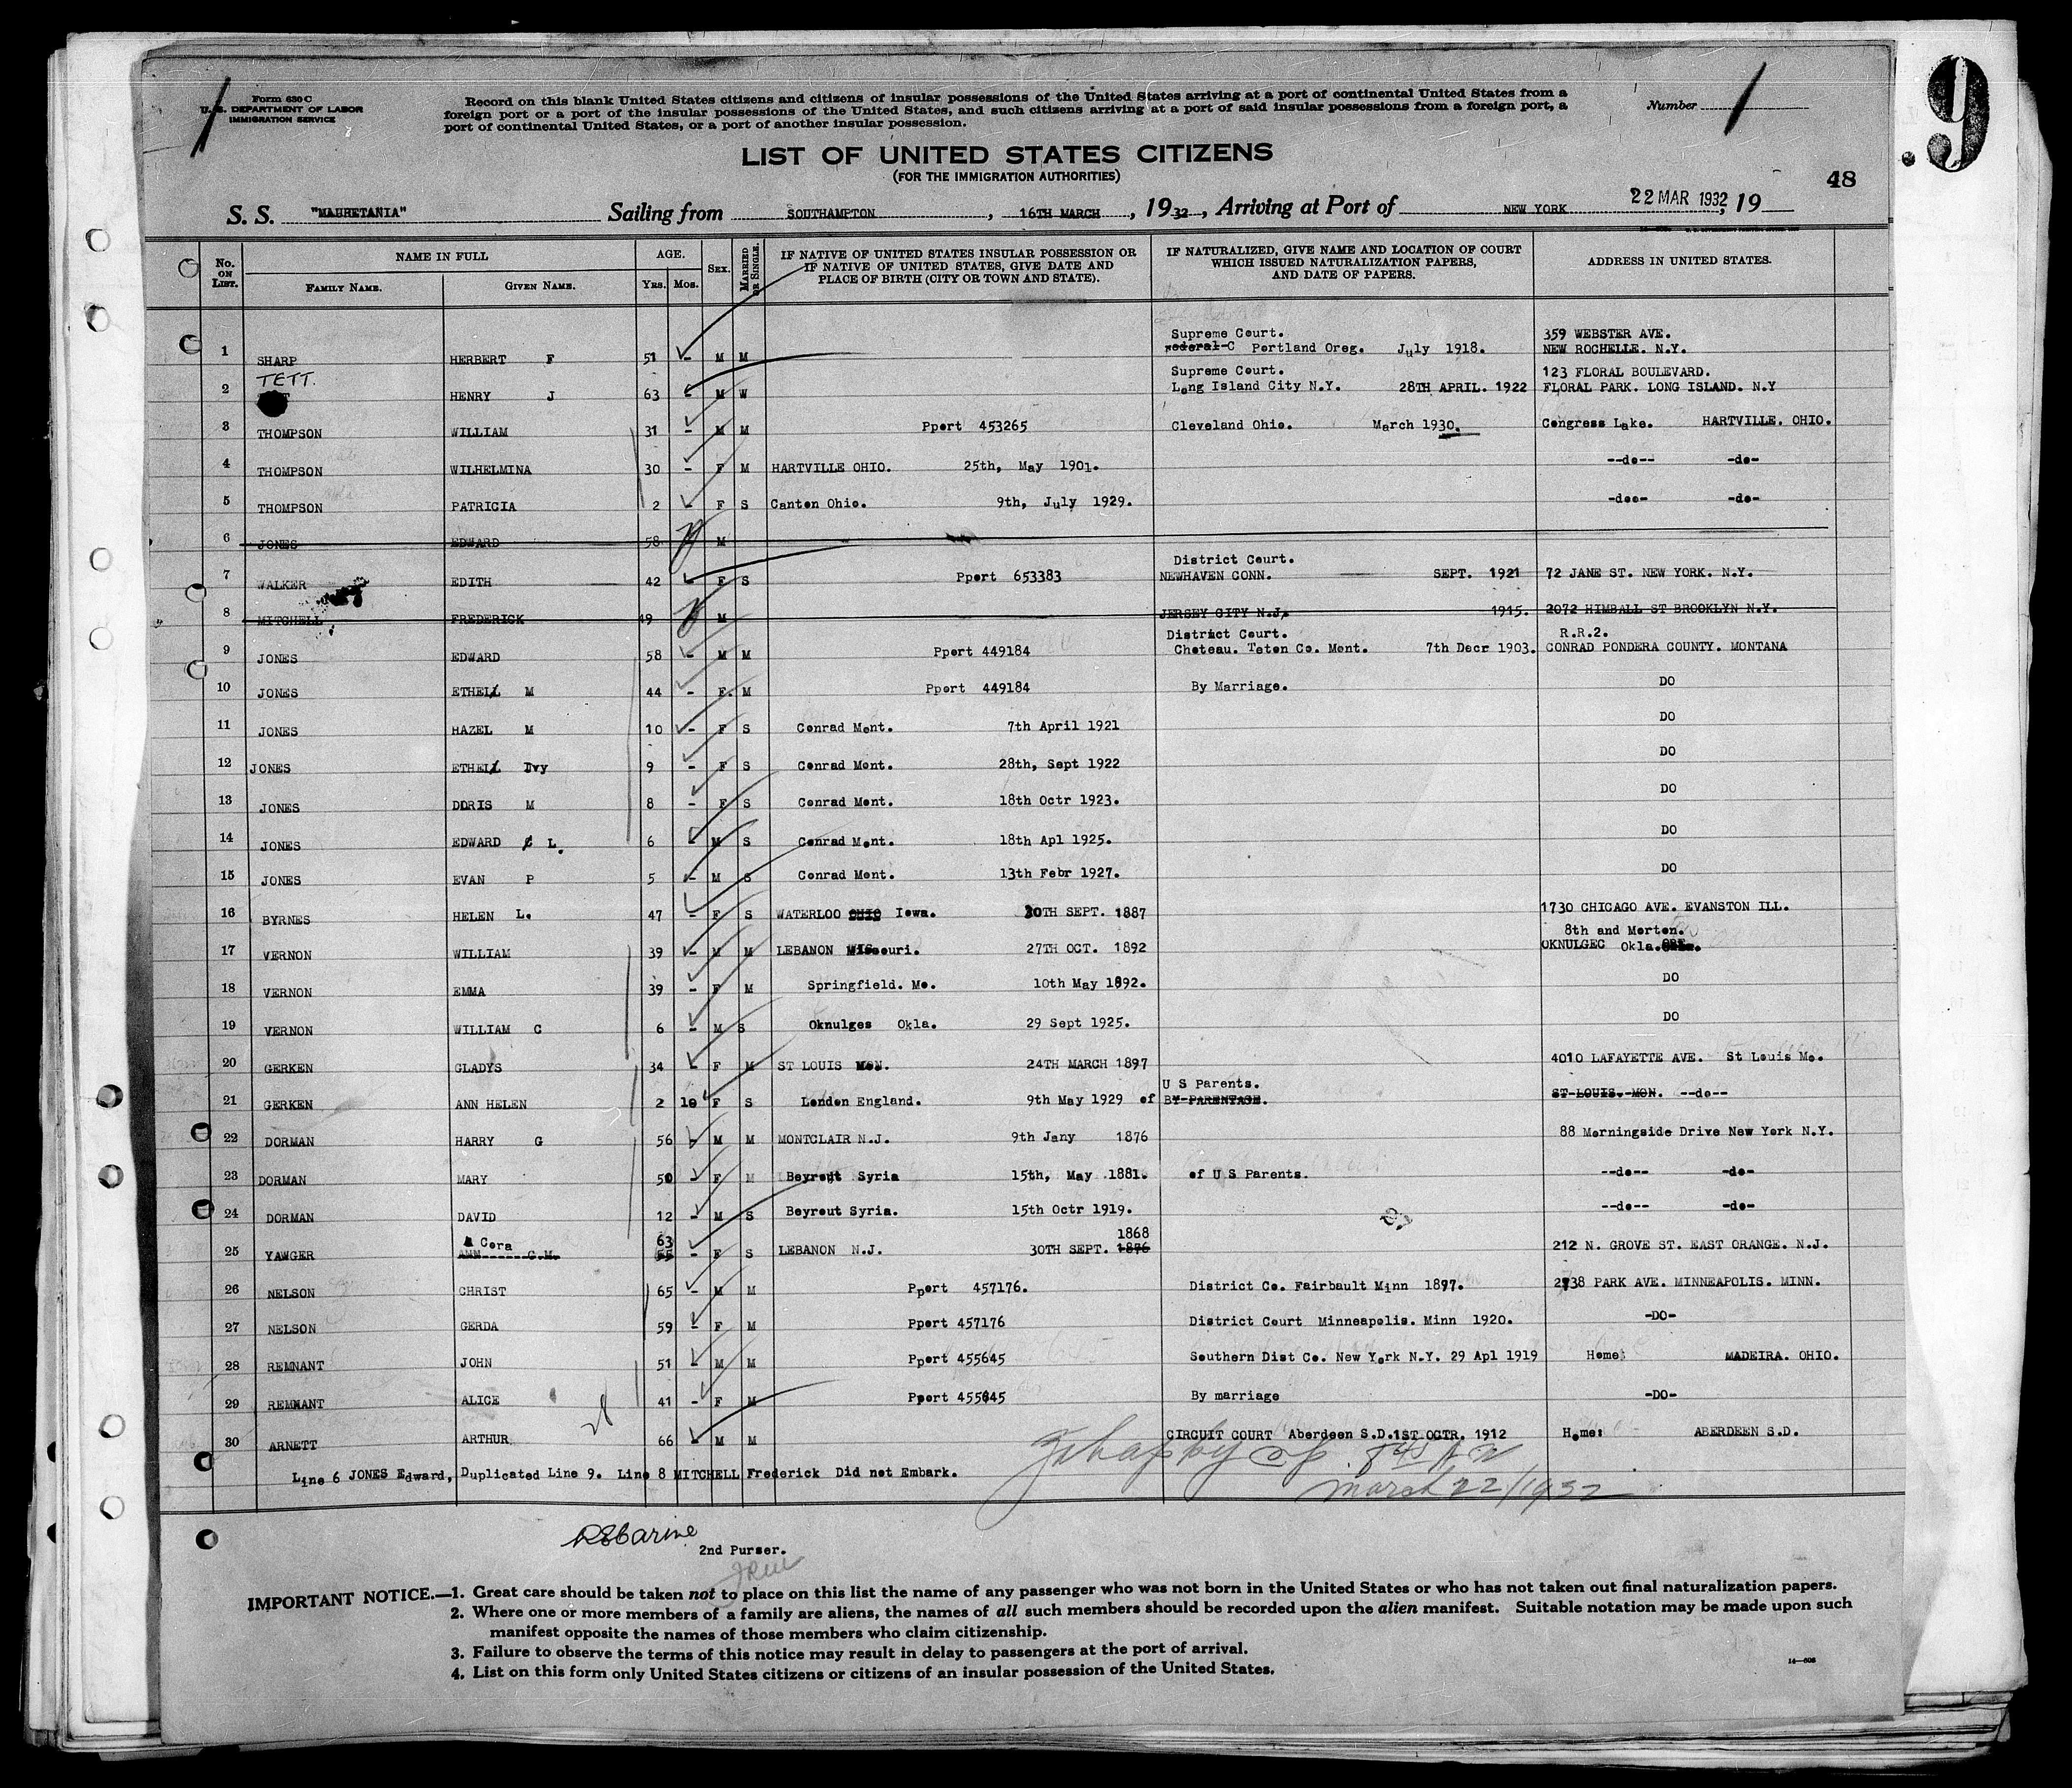 Form 630 C
U. S. DEPARTMENT OF LABOR
IMMIGRATION SERVICE
Record on this blank United States citizens and citizens of insular possessions of the United States arriving at a port of continental United States from a
foreign port or a port of the insular possessions of the United States, and such citizens arriving at a port of said insular possessions from a foreign port, a
port of continental United States, or a port of another insular possession.
Number
.9
LIST OF UNITED STATES CITIZENS
(FOR THE IMMIGRATION AUTHORITIES)
48
S. S. "MAURETANIA" Sailing from SOUTHAMPTON, 16TH MARCH, 1932, Arriving at Port of NEW YORK 22 MAR 1932, 19
No. ON LIST. NAME IN FULL FAMILY NAME. GIVEN NAME. AGE. YRS. MOS. SEX. MARRIED OR SINGLE. IF NATIVE OF UNITED STATES INSULAR POSSESSION OR IF NATIVE OF UNITED STATES, GIVE DATE AND PLACE OF BIRTH (CITY OR TOWN AND STATE). IF NATURALIZED, GIVE NAME AND LOCATION OF COURT WHICH ISSUED NATURALIZATION PAPERS, AND DATE OF PAPERS. ADDRESS IN UNITED STATES.
Supreme Court. 359 WEBSTER AVE.
1 SHARP HERBERT F 51 - M M Federal C Portland Oreg. July 1918. NEW ROCHELLE. N.Y.
TETT. Supreme Court. 123 FLORAL BOULEVARD.
2 HENRY J 63 - M W Long Island City N.Y. 28TH APRIL. 1922 FLORAL PARK. LONG ISLAND. N.Y
3 THOMPSON WILLIAM 31 - M M Pport 453265 Cleveland Ohio. March 1930. Congress Lake. HARTVILLE. OHIO.
4 THOMPSON WILHELMINA 30 - F M HARTVILLE OHIO. 25th, May 1901. --do-- -do-
5 THOMPSON PATRICIA 2 - F S Canton Ohio. 9th, July 1929. -doo- -do-
6 JONES EDWARD 58 M
District Court.
7 WALKER EDITH 42 - F S Pport 653383 NEWHAVEN CONN. SEPT. 1921 72 JANE ST. NEW YORK. N.Y.
8 MITCHELL FREDERICK 49 M JERSEY CITY N.J. 1915. 2072 HIMBALL ST BROOKLYN N.Y.
District Court. R.R.2.
9 JONES EDWARD 58 - M M Pport 449184 Choteau. Teton Co. Mont. 7th Decr 1903. CONRAD PONDERA COUNTY. MONTANA
10 JONES ETHEL M 44 - F. M Pport 449184 By Marriage. DO
11 JONES HAZEL M 10 - F S Conrad Mont. 7th April 1921 DO
12 JONES ETHEL Ivy 9 - F S Conrad Mont. 28th, Sept 1922 DO
13 JONES DORIS M 8 - F S Conrad Mont. 18th Octr 1923. DO
14 JONES EDWARD L. 6 - M S Conrad Mont. 18th Apl 1925. DO
15 JONES EVAN P 5 - M S Conrad Mont. 13th Febr 1927. DO
16 BYRNES HELEN L. 47 - F S WATERLOO OHIO Iowa. 20TH SEPT. 1887 1730 CHICAGO AVE. EVANSTON ILL.
8th and Morton.
17 VERNON WILLIAM 39 - M M LEBANON Missouri. 27TH OCT. 1892 OKNULGEC Okla.
18 VERNON EMMA 39 - F M Springfield. Mo. 10th May 1892. DO
19 VERNON WILLIAM C 6 - M S Oknulges Okla. 29 Sept 1925. DO
20 GERKEN GLADYS 34 - F M ST LOUIS MON. 24TH MARCH 1897 4010 LAFAYETTE AVE. St Louis Mo.
U S Parents.
21 GERKEN ANN HELEN 2 10 F S London England. 9th May 1929 of BY PARENTAGE. ST LOUIS. MON. --do--
22 DORMAN HARRY G 56 - M M MONTCLAIR N.J. 9th Jany 1876 88 Morningside Drive New York N.Y.
23 DORMAN MARY 50 - F M Beyrout Syria 15th, May 1881. of U S Parents. --do-- -do-
24 DORMAN DAVID 12 - M S Beyrout Syria. 15th Octr 1919. --do-- -do-
A Cora 63 1868
25 YAWGER ANN G.M. 55 - F S LEBANON N.J. 30TH SEPT. 1876 212 N. GROVE ST. EAST ORANGE. N.J.
26 NELSON CHRIST 65 - M M Pport 457176. District Co. Fairbault Minn 1897. 2738 PARK AVE. MINNEAPOLIS. MINN.
27 NELSON GERDA 59 - F M Pport 457176 District Court Minneapolis. Minn 1920. -DO-
28 REMNANT JOHN 51 - M M Pport 455645 Southern Dist Co. New York N.Y. 29 Apl 1919 Home: MADEIRA. OHIO.
29 REMNANT ALICE 41 - F M Pport 455645 By marriage -DO-
30 ARNETT ARTHUR 66 - M M CIRCUIT COURT Aberdeen S.D. 1ST OCTR. 1912 Home: ABERDEEN S.D.
Line 6 JONES Edward, Duplicated Line 9. Line 8 MITCHELL Frederick Did not Embark.
March 22/1932
2nd Purser.
IMPORTANT NOTICE.—1. Great care should be taken not to place on this list the name of any passenger who was not born in the United States or who has not taken out final naturalization papers.
2. Where one or more members of a family are aliens, the names of all such members should be recorded upon the alien manifest. Suitable notation may be made upon such
manifest opposite the names of those members who claim citizenship.
3. Failure to observe the terms of this notice may result in delay to passengers at the port of arrival.
4. List on this form only United States citizens or citizens of an insular possession of the United States.
14—608